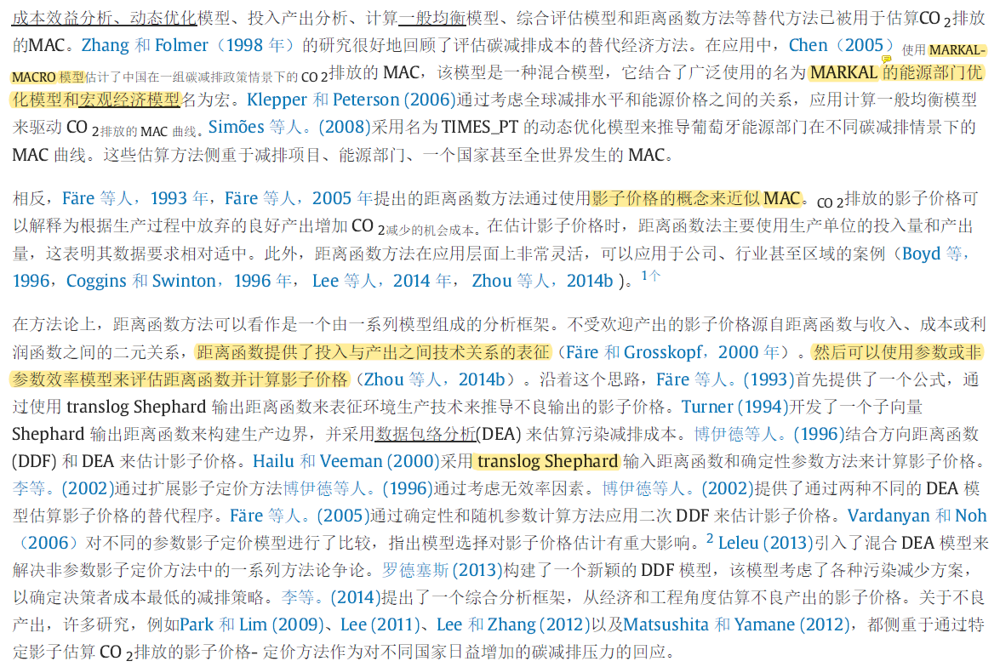 成本效益分析、动态优化模型、投入产出分析、计算一般均衡模型、综合评估模型和距离函数方法等替代方法已被用于估算CO 2排放
的MAC。Zhang 和 Folmer（1998 年）的研究很好地回顾了评估碳减排成本的替代经济方法。在应用中，Chen（2005）使用 MARKAL-
MACRO 模型估计了中国在一组碳减排政策情景下的 CO 2排放的 MAC，该模型是一种混合模型，它结合了广泛使用的名为 MARKAL 的能源部门优
化模型和宏观经济模型名为宏。Klepper 和 Peterson (2006)通过考虑全球减排水平和能源价格之间的关系，应用计算一般均衡模型
来驱动 CO 2排放的 MAC 曲线。Simões 等人。(2008)采用名为 TIMES_PT 的动态优化模型来推导葡萄牙能源部门在不同碳减排情景下的
MAC 曲线。这些估算方法侧重于减排项目、能源部门、一个国家甚至全世界发生的 MAC。
相反，Färe 等人，1993 年，Färe 等人，2005 年提出的距离函数方法通过使用影子价格的概念来近似 MAC。CO 2排放的影子价格可
以解释为根据生产过程中放弃的良好产出增加 CO 2减少的机会成本。在估计影子价格时，距离函数法主要使用生产单位的投入量和产出
量，这表明其数据要求相对适中。此外，距离函数方法在应用层面上非常灵活，可以应用于公司、行业甚至区域的案例（Boyd 等，
1996，Coggins 和 Swinton，1996 年， Lee 等人，2014 年， Zhou 等人，2014b )。1个
在方法论上，距离函数方法可以看作是一个由一系列模型组成的分析框架。不受欢迎产出的影子价格源自距离函数与收入、成本或利
润函数之间的二元关系，距离函数提供了投入与产出之间技术关系的表征（Färe 和 Grosskopf，2000 年）。然后可以使用参数或非
参数效率模型来评估距离函数并计算影子价格（Zhou 等人，2014b）。沿着这个思路，Färe 等人。(1993)首先提供了一个公式，通
过使用 translog Shephard 输出距离函数来表征环境生产技术来推导不良输出的影子价格。Turner (1994)开发了一个子向量
Shephard 输出距离函数来构建生产边界，并采用数据包络分析(DEA) 来估算污染减排成本。博伊德等人。(1996)结合方向距离函数
(DDF) 和 DEA 来估计影子价格。Hailu 和 Veeman (2000)采用 translog Shephard 输入距离函数和确定性参数方法来计算影子价格。
李等。(2002)通过扩展影子定价方法博伊德等人。(1996)通过考虑无效率因素。博伊德等人。(2002)提供了通过两种不同的 DEA 模
型估算影子价格的替代程序。Färe 等人。(2005)通过确定性和随机参数计算方法应用二次 DDF 来估计影子价格。Vardanyan 和 Noh
（2006）对不同的参数影子定价模型进行了比较，指出模型选择对影子价格估计有重大影响。2 Leleu (2013)引入了混合 DEA 模型来
解决非参数影子定价方法中的一系列方法论争论。罗德塞斯 (2013)构建了一个新颖的 DDF 模型，该模型考虑了各种污染减少方案，
以确定决策者成本最低的减排策略。李等。(2014)提出了一个综合分析框架，从经济和工程角度估算不良产出的影子价格。关于不良
产出，许多研究，例如Park 和 Lim (2009)、Lee (2011)、Lee 和 Zhang (2012)以及Matsushita 和 Yamane (2012)，都侧重于通过特
定影子估算 CO 2排放的影子价格- 定价方法作为对不同国家日益增加的碳减排压力的回应。